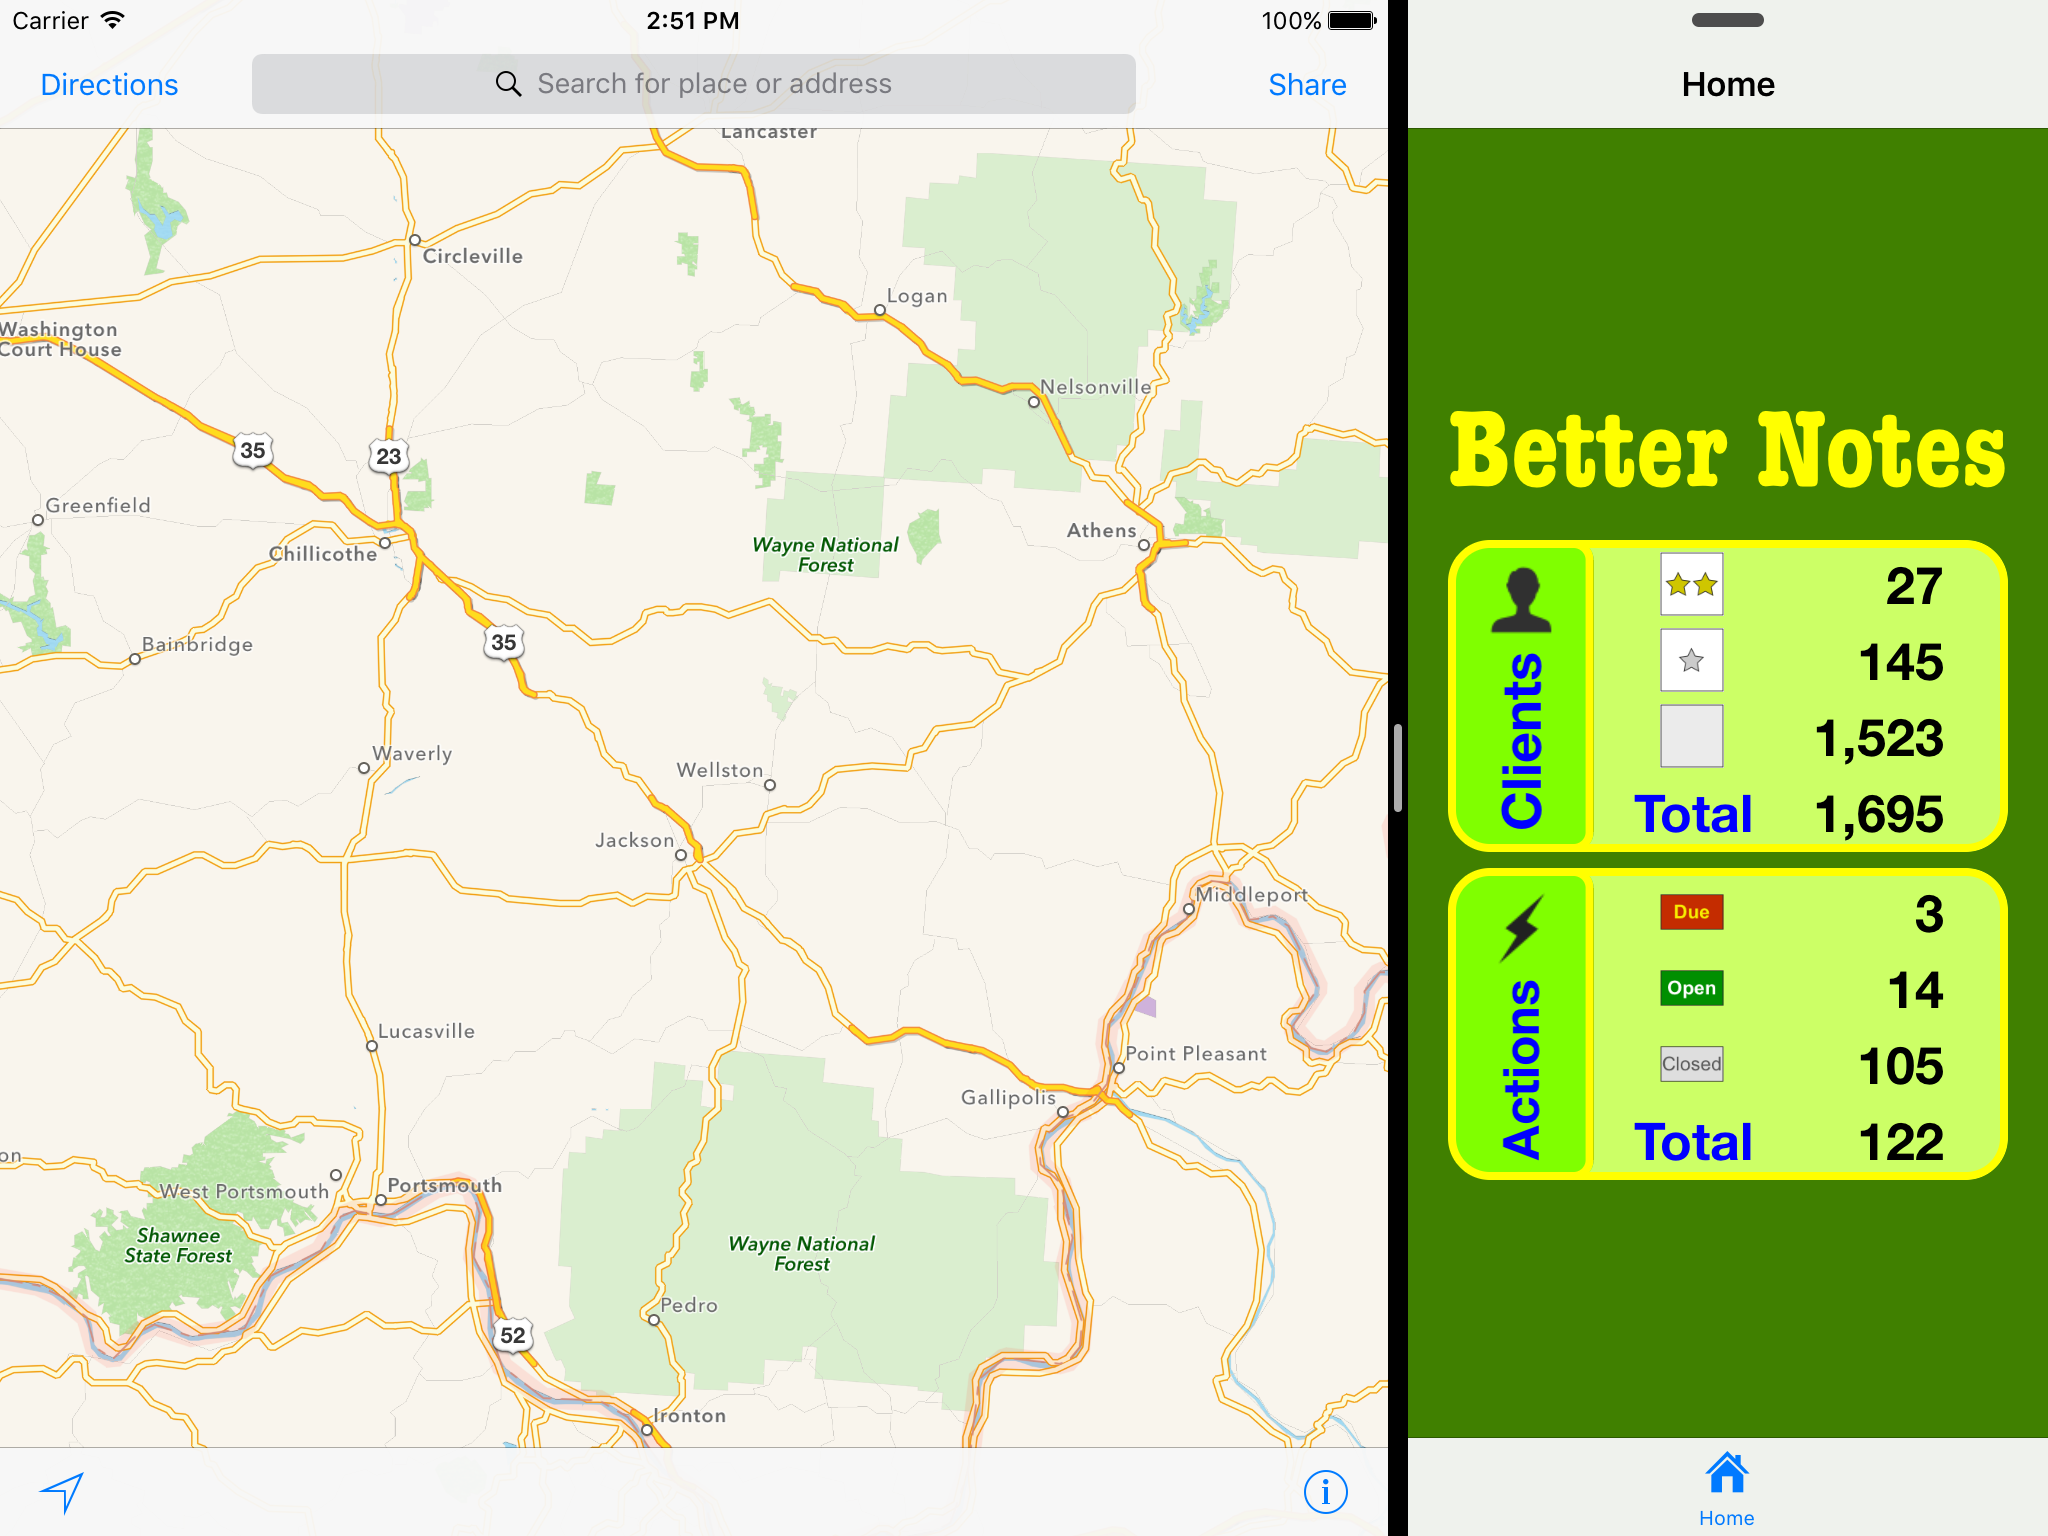 Carrier
2:51 PM
100%
Directions
Search for place or address
Share
Lancaster
Circleville
Logan
Washington
Court House
Nelsonville
35
23
Greenfield
Athens
Chillicothe
Wayne National
Forest
Bainbridge
35
Waverly
Wellston
Jackson
Middleport
Lucasville
Point Pleasant
Gallipolis
on
West Portsmouth
Portsmouth
Shawnee
State Forest
Wayne National
Forest
Pedro
52
Ironton
Home
Better Notes
Clients
27
145
1,523
Total 1,695
Actions
Due 3
Open 14
Closed 105
Total 122
Home